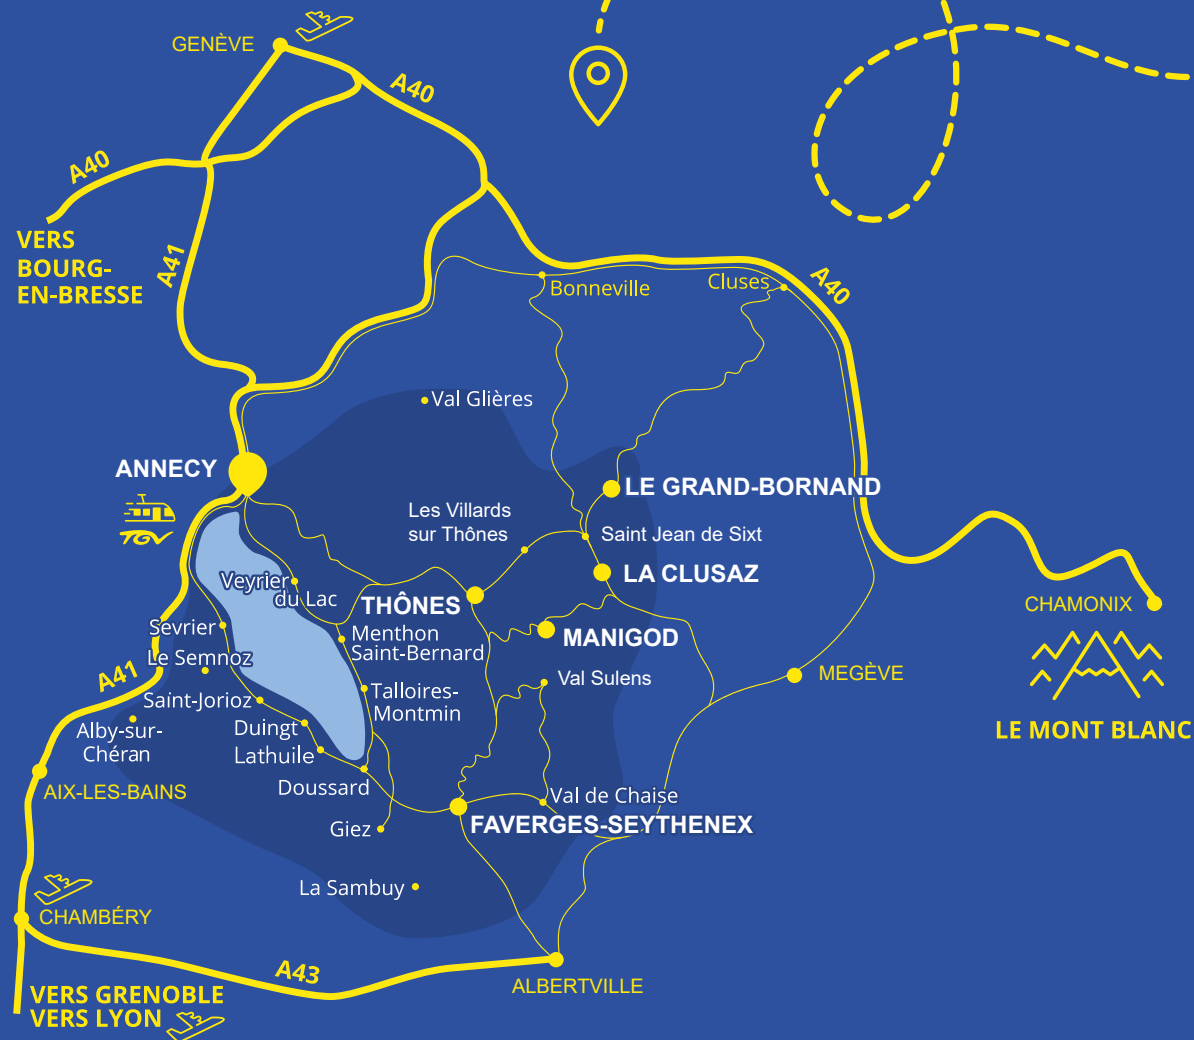 GENÈVE
A40
A40
VERS
BOURG-
EN-BRESSE
A41
Bonneville
Cluses
A40
Val Glières
ANNECY
TGV
LE GRAND-BORNAND
Les Villards
sur Thônes
Saint Jean de Sixt
LA CLUSAZ
Veyrier
du Lac
THÔNES
CHAMONIX
Sevrier
Menthon
Saint-Bernard
MANIGOD
Le Semnoz
A41
Val Sulens
MEGÈVE
Saint-Jorioz
Talloires-
Montmin
Alby-sur-
Chéran
Duingt
LE MONT BLANC
Lathuile
AIX-LES-BAINS
Doussard
Val de Chaise
Giez
FAVERGES-SEYTHENEX
La Sambuy
CHAMBÉRY
A43
ALBERTVILLE
VERS GRENOBLE
VERS LYON